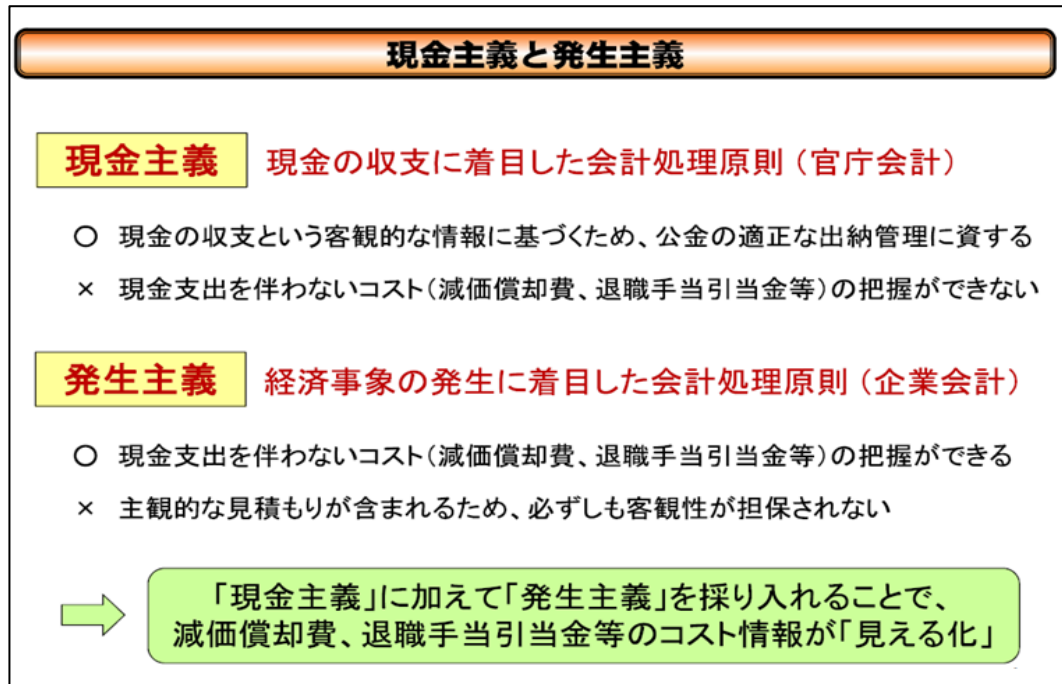 現金主義と発生主義
現金主義 現金の収支に着目した会計処理原則(官庁会計)
○ 現金の収支という客観的な情報に基づくため、公金の適正な出納管理に資する
× 現金支出を伴わないコスト(減価償却費、退職手当引当金等)の把握ができない
発生主義 経済事象の発生に着目した会計処理原則(企業会計)
○ 現金支出を伴わないコスト(減価償却費、退職手当引当金等)の把握ができる
× 主観的な見積もりが含まれるため、必ずしも客観性が担保されない
「現金主義」に加えて「発生主義」を採り入れることで、
減価償却費、退職手当引当金等のコスト情報が「見える化」